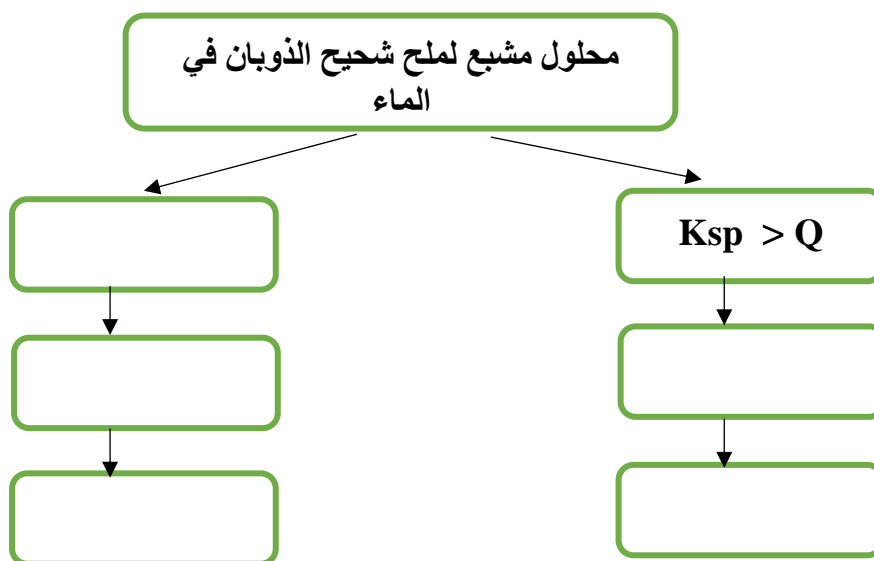 محلول مشبع لملح شحيح الذوبان في
الماء
Ksp > Q